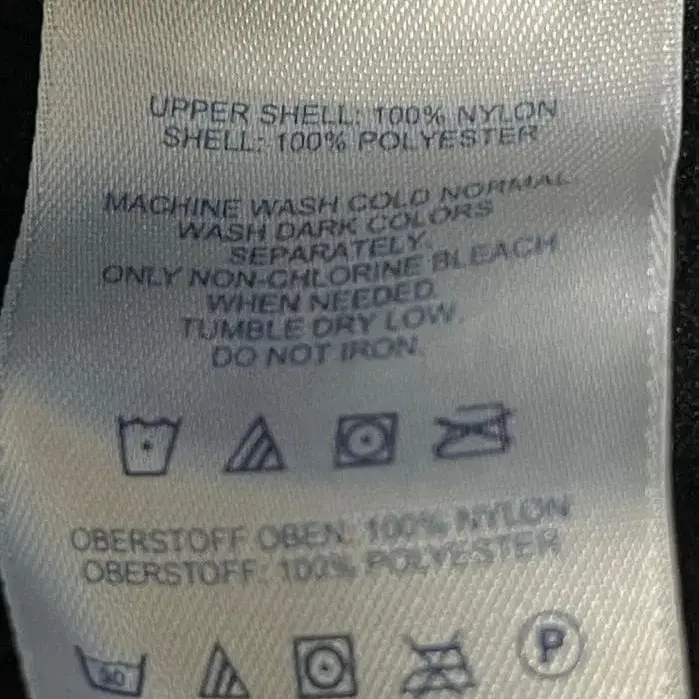 UPPER SHELL: 100% NYLON
SHELL: 100% POLYESTER
MACHINE WASH COLD NORMAL.
WASH DARK COLORS
SEPARATELY.
ONLY NON-CHLORINE BLEACH
WHEN NEEDED.
TUMBLE DRY LOW.
DO NOT IRON.
OBERSTOFF OBEN: 100% NYLON
OBERSTOFF: 100% POLYESTER
P